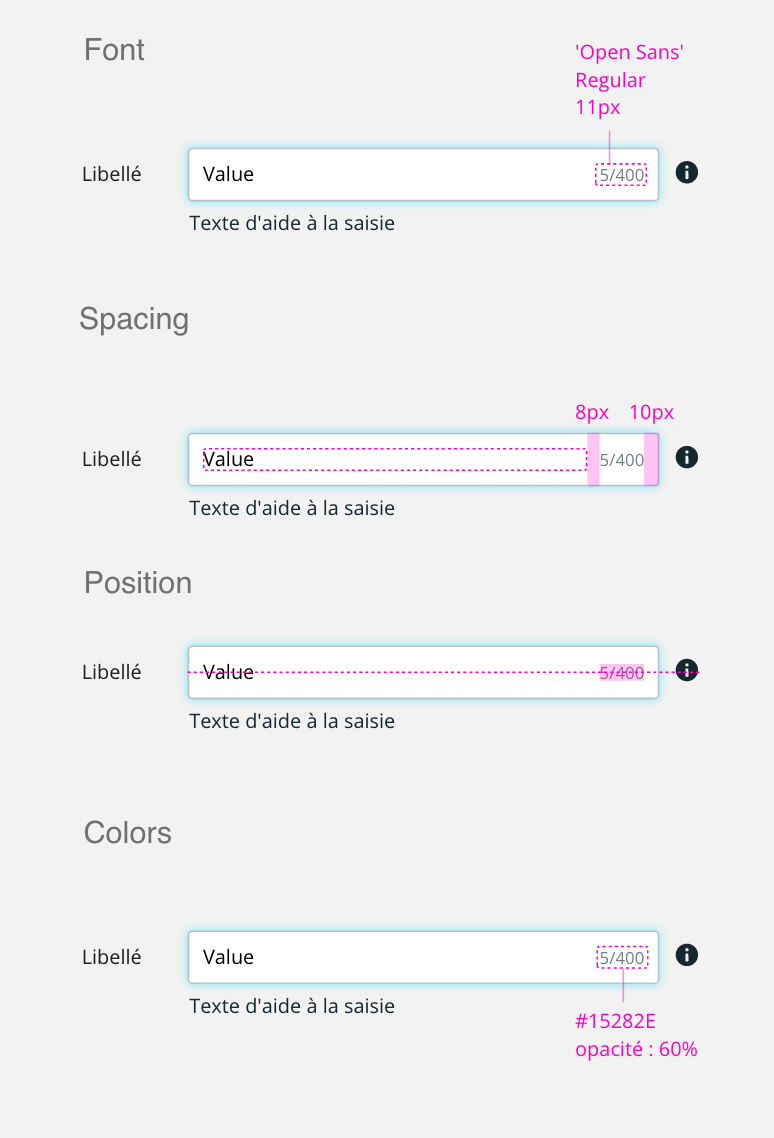 Font
'Open Sans'
Regular
11px
Libellé Value 5/400
Texte d'aide à la saisie
Spacing
8px 10px
Libellé Value 5/400
Texte d'aide à la saisie
Position
Libellé Value 5/400
Texte d'aide à la saisie
Colors
Libellé Value 5/400
Texte d'aide à la saisie
#15282E
opacité : 60%